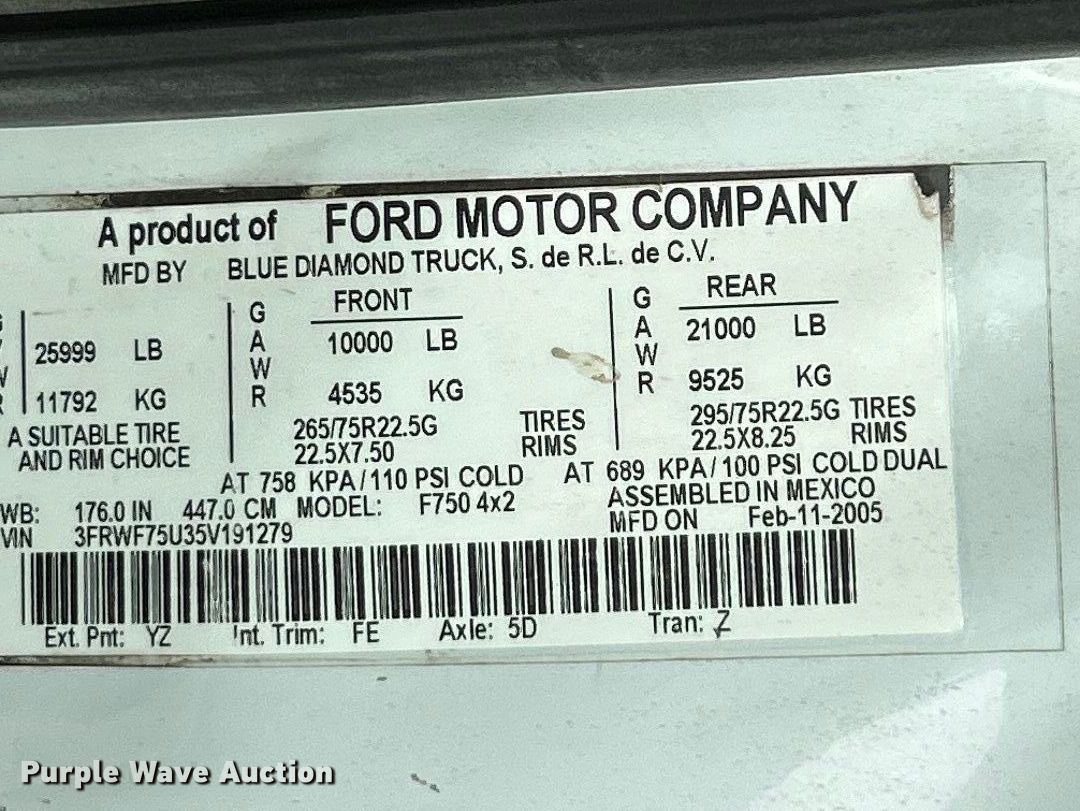 A product of FORD MOTOR COMPANY
MFD BY BLUE DIAMOND TRUCK, S. de R.L. de C.V.
G V W R 25999 LB
11792 KG
G A W R FRONT
10000 LB
4535 KG
G A W R REAR
21000 LB
9525 KG
A SUITABLE TIRE 265/75R22.5G TIRES 295/75R22.5G TIRES
AND RIM CHOICE 22.5X7.50 RIMS 22.5X8.25 RIMS
AT 758 KPA/110 PSI COLD AT 689 KPA/100 PSI COLD DUAL
WB: 176.0 IN 447.0 CM MODEL: F750 4x2 ASSEMBLED IN MEXICO
VIN 3FRWF75U35V191279 MFD ON Feb-11-2005
Ext. Pnt: YZ Int. Trim: FE Axle: 5D Tran: Z
Purple Wave Auction